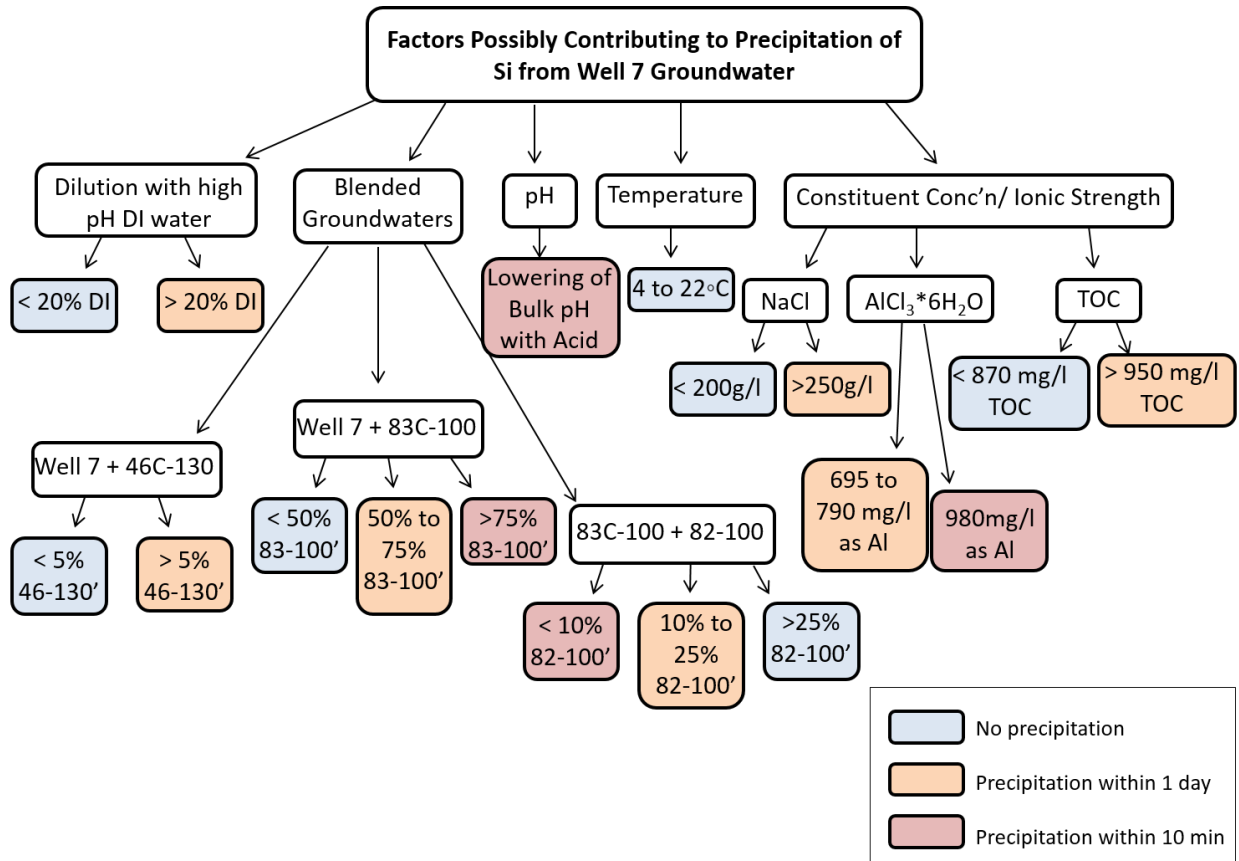 Factors Possibly Contributing to Precipitation of
Si from Well 7 Groundwater
Dilution with high
pH DI water
Blended
Groundwaters
pH
Temperature
Constituent Conc’n/ Ionic Strength
< 20% DI
> 20% DI
Lowering of
Bulk pH
with Acid
4 to 22◦C
NaCl
AlCl₃*6H₂O
TOC
< 200g/l
>250g/l
< 870 mg/l
TOC
> 950 mg/l
TOC
Well 7 + 46C-130
Well 7 + 83C-100
695 to
790 mg/l
as Al
980mg/l
as Al
< 5%
46-130’
> 5%
46-130’
< 50%
83-100’
50% to
75%
83-100’
>75%
83-100’
83C-100 + 82-100
< 10%
82-100’
10% to
25%
82-100’
>25%
82-100’
No precipitation
Precipitation within 1 day
Precipitation within 10 min